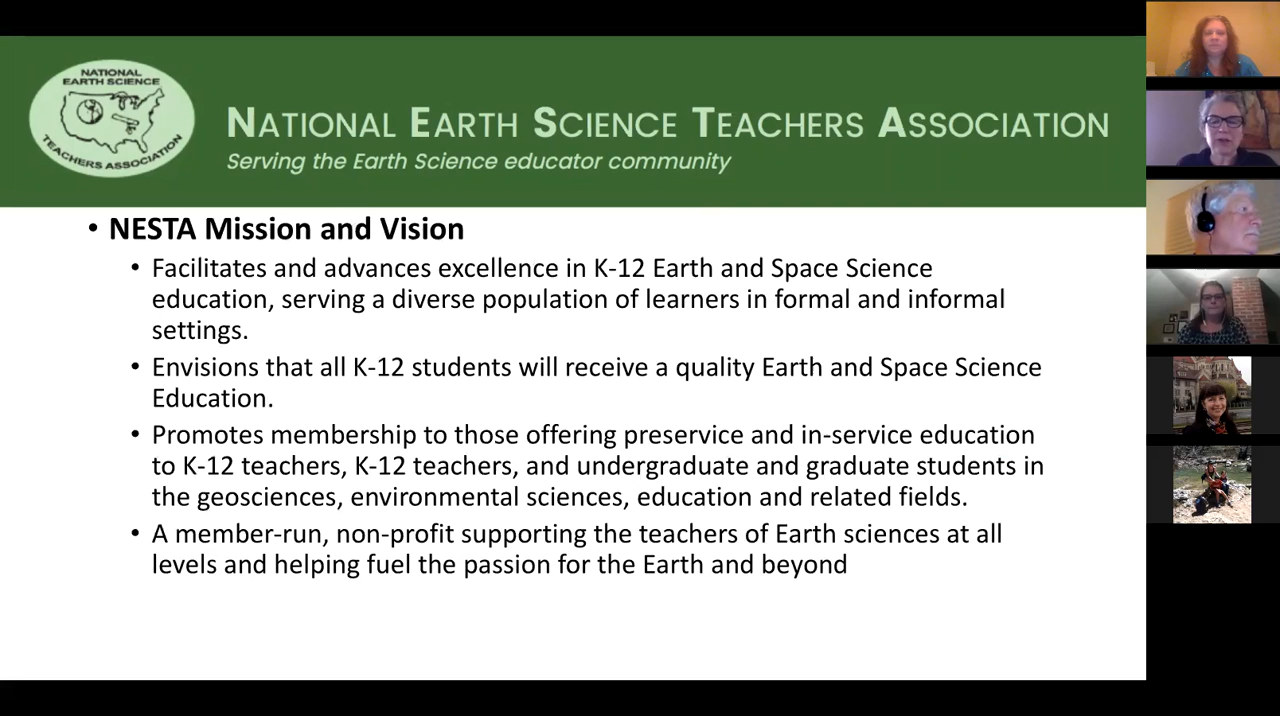 NATIONAL
EARTH SCIENCE
TEACHERS ASSOCIATION
NATIONAL EARTH SCIENCE TEACHERS ASSOCIATION
Serving the Earth Science educator community
• NESTA Mission and Vision
• Facilitates and advances excellence in K-12 Earth and Space Science
education, serving a diverse population of learners in formal and informal
settings.
• Envisions that all K-12 students will receive a quality Earth and Space Science
Education.
• Promotes membership to those offering preservice and in-service education
to K-12 teachers, K-12 teachers, and undergraduate and graduate students in
the geosciences, environmental sciences, education and related fields.
• A member-run, non-profit supporting the teachers of Earth sciences at all
levels and helping fuel the passion for the Earth and beyond